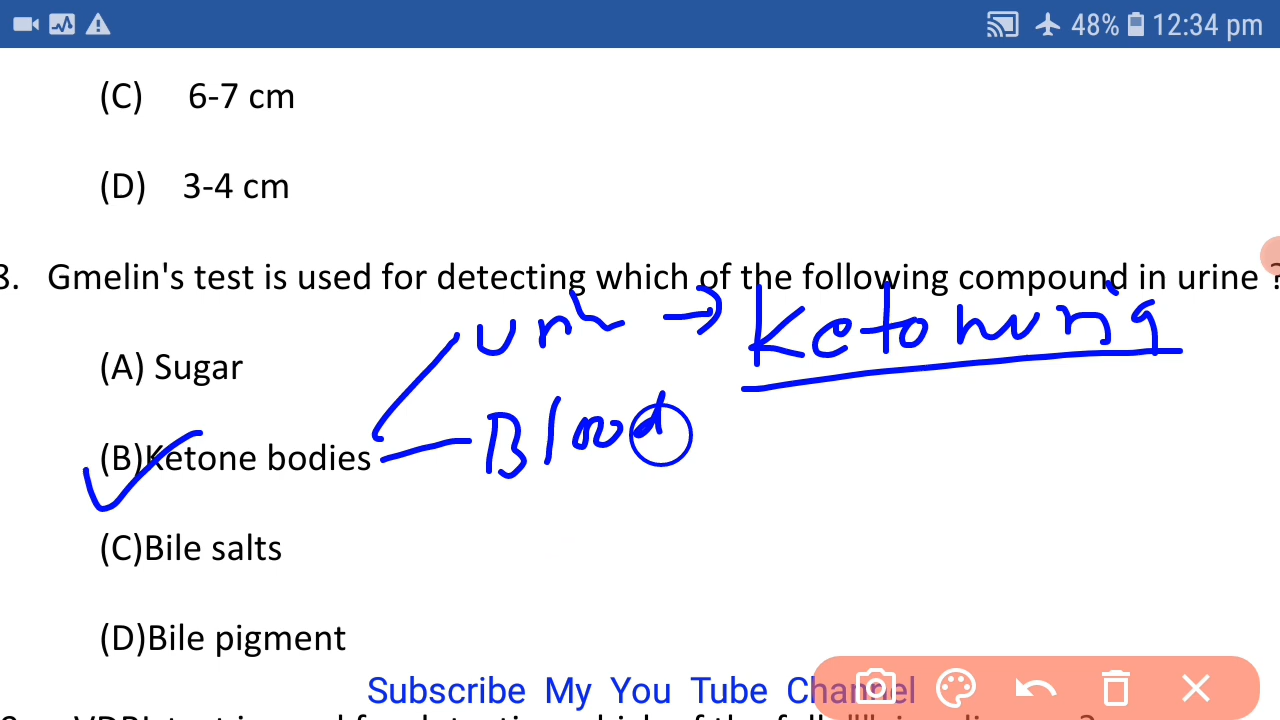 48% 12:34 pm
(C) 6-7 cm
(D) 3-4 cm
3. Gmelin's test is used for detecting which of the following compound in urine ?
→ Ketonuria
(A) Sugar
Blood
(B)Ketone bodies
(C)Bile salts
(D)Bile pigment
Subscribe My You Tube Channel